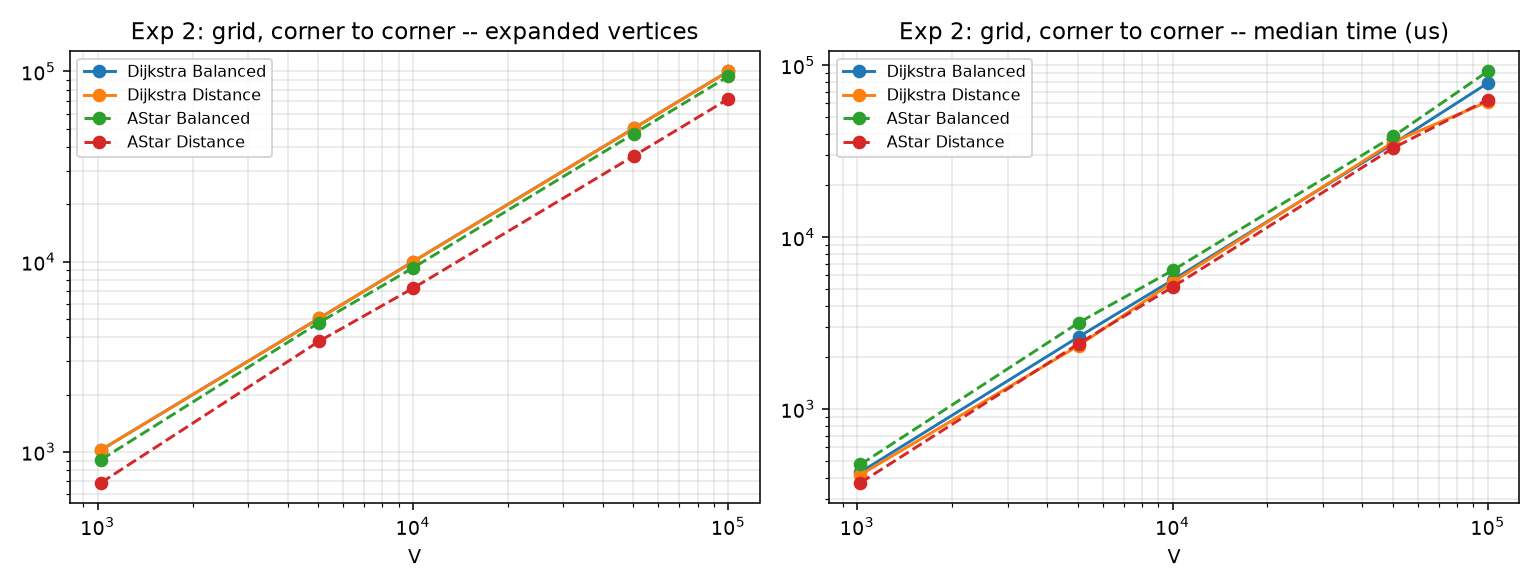 Exp 2: grid, corner to corner -- expanded vertices
Dijkstra Balanced
Dijkstra Distance
AStar Balanced
AStar Distance
10^5
10^4
10^3
10^3
10^4
10^5
V
Exp 2: grid, corner to corner -- median time (us)
Dijkstra Balanced
Dijkstra Distance
AStar Balanced
AStar Distance
10^5
10^4
10^3
10^3
10^4
10^5
V